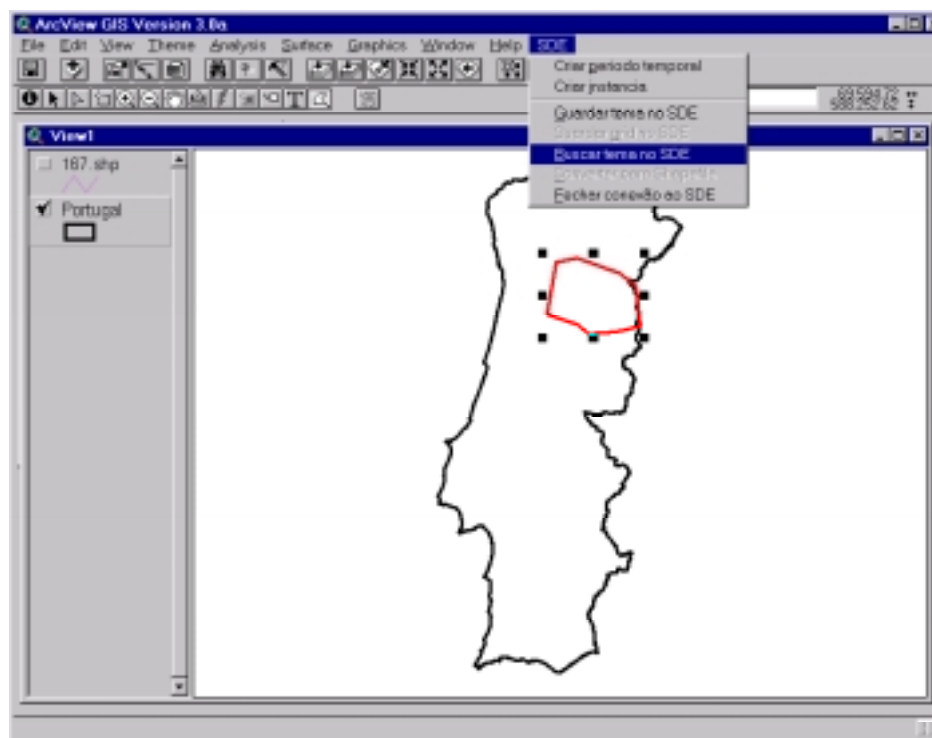 ArcView GIS Version 3.0a
File Edit View Theme Analysis Surface Graphics Window Help SDE
Criar periodo temporal
Criar instancia
Guardar tema no SDE
Buscar tema no SDE
Fechar conexão ao SDE
View1
167.shp
Portugal